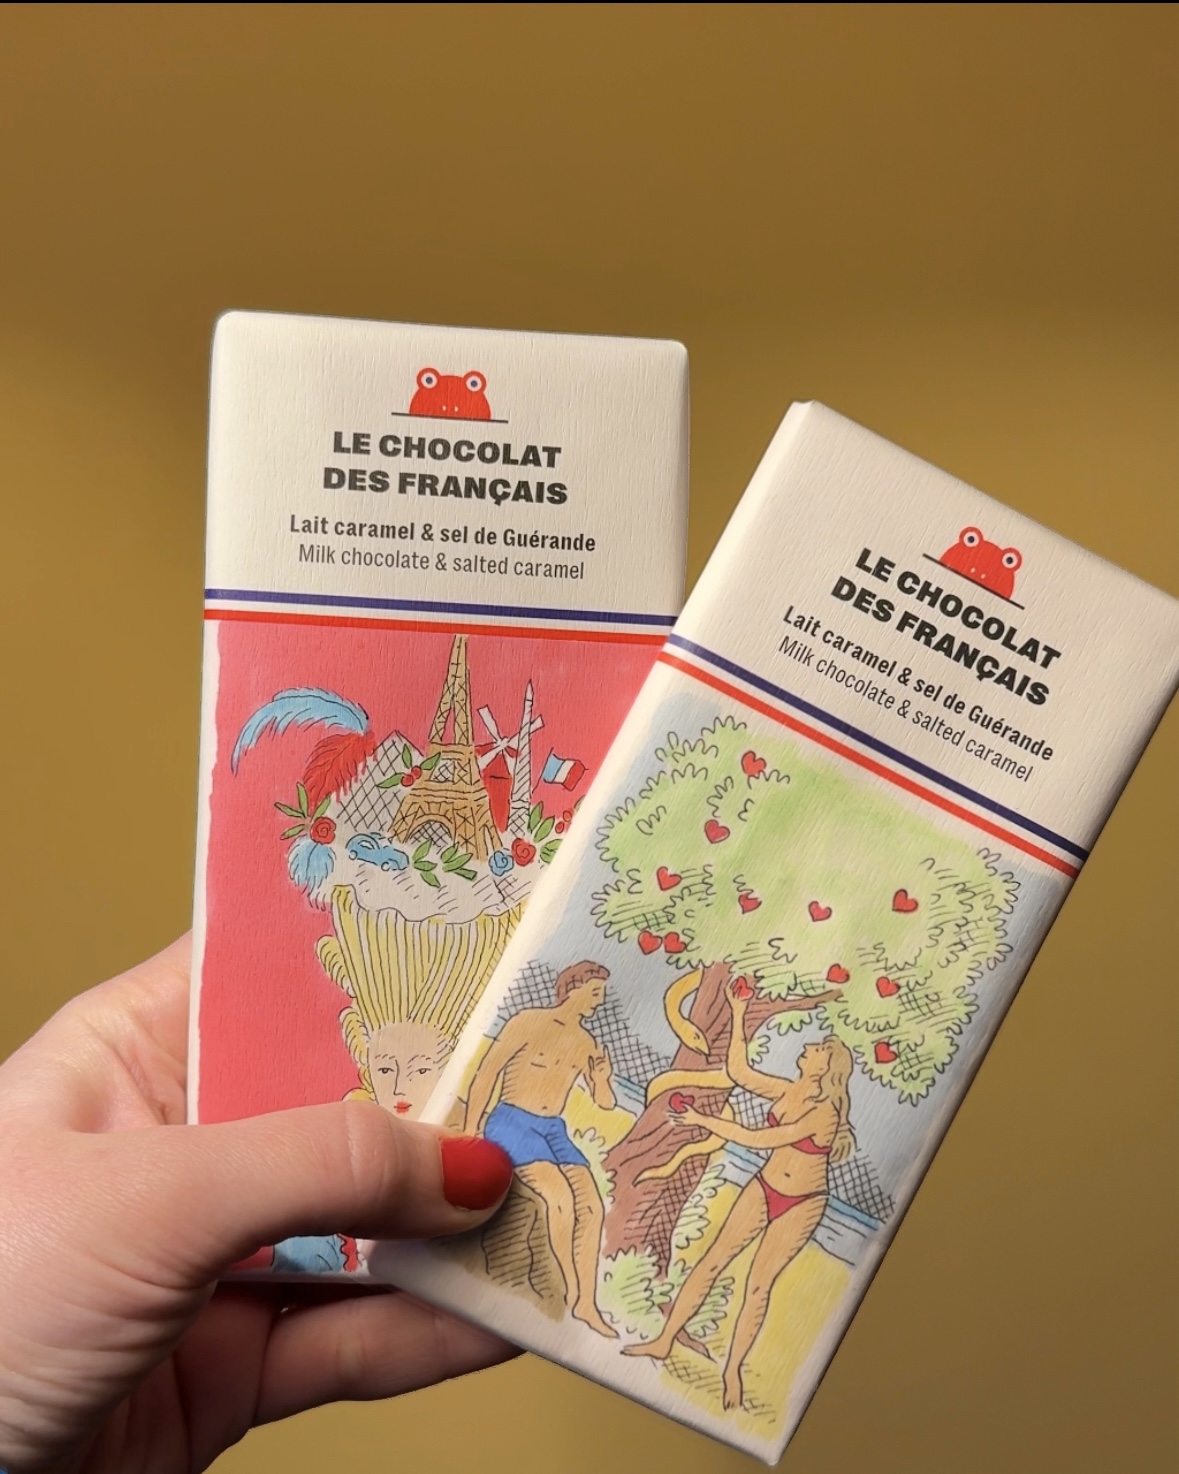 LE CHOCOLAT
DES FRANÇAIS
Lait caramel & sel de Guérande
Milk chocolate & salted caramel
LE CHOCOLAT
DES FRANÇAIS
Lait caramel & sel de Guérande
Milk chocolate & salted caramel